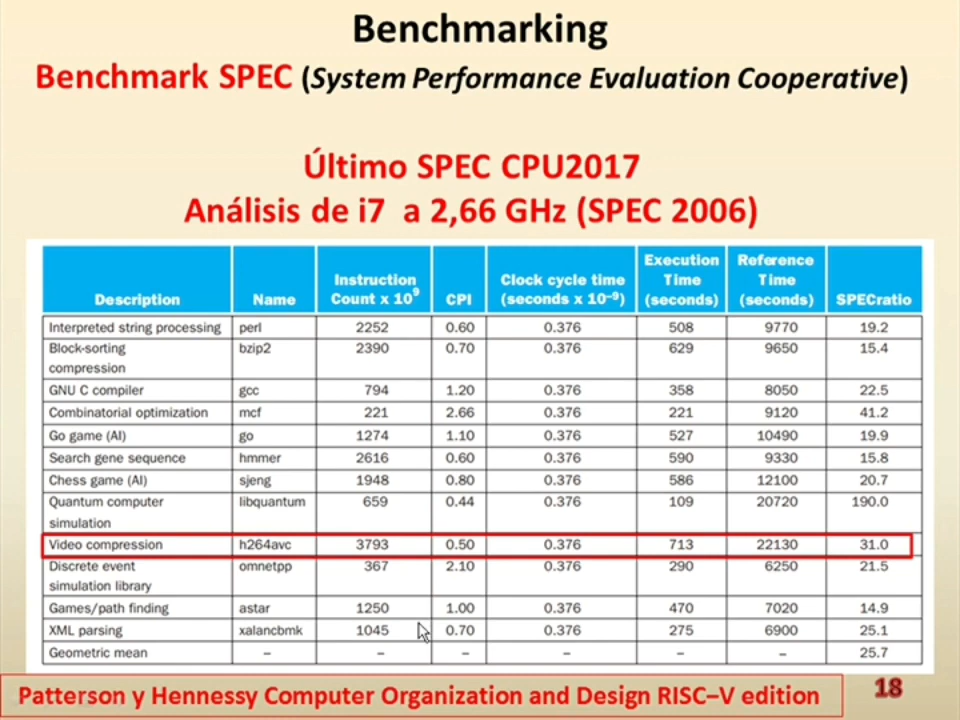 Benchmarking
Benchmark SPEC (System Performance Evaluation Cooperative)
Último SPEC CPU2017
Análisis de i7 a 2,66 GHz (SPEC 2006)
Description Name Instruction Count x 10⁹ CPI Clock cycle time (seconds x 10⁻⁹) Execution Time (seconds) Reference Time (seconds) SPECratio
Interpreted string processing perl 2252 0.60 0.376 508 9770 19.2
Block-sorting compression bzip2 2390 0.70 0.376 629 9650 15.4
GNU C compiler gcc 794 1.20 0.376 358 8050 22.5
Combinatorial optimization mcf 221 2.66 0.376 221 9120 41.2
Go game (AI) go 1274 1.10 0.376 527 10490 19.9
Search gene sequence hmmer 2616 0.60 0.376 590 9330 15.8
Chess game (AI) sjeng 1948 0.80 0.376 586 12100 20.7
Quantum computer simulation libquantum 659 0.44 0.376 109 20720 190.0
Video compression h264avc 3793 0.50 0.376 713 22130 31.0
Discrete event simulation library omnetpp 367 2.10 0.376 290 6250 21.5
Games/path finding astar 1250 1.00 0.376 470 7020 14.9
XML parsing xalancbmk 1045 0.70 0.376 275 6900 25.1
Geometric mean – – – – – – 25.7
Patterson y Hennessy Computer Organization and Design RISC–V edition
18